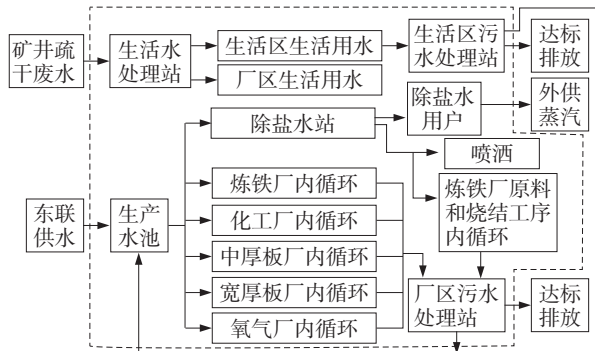 矿井疏
干废水
生活水
处理站
生活区生活用水
厂区生活用水
生活区污
水处理站
达标
排放
除盐水站
除盐水
用户
外供
蒸汽
喷洒
东联
供水
生产
水池
炼铁厂内循环
化工厂内循环
中厚板厂内循环
宽厚板厂内循环
氧气厂内循环
炼铁厂原料
和烧结工序
内循环
厂区污水
处理站
达标
排放